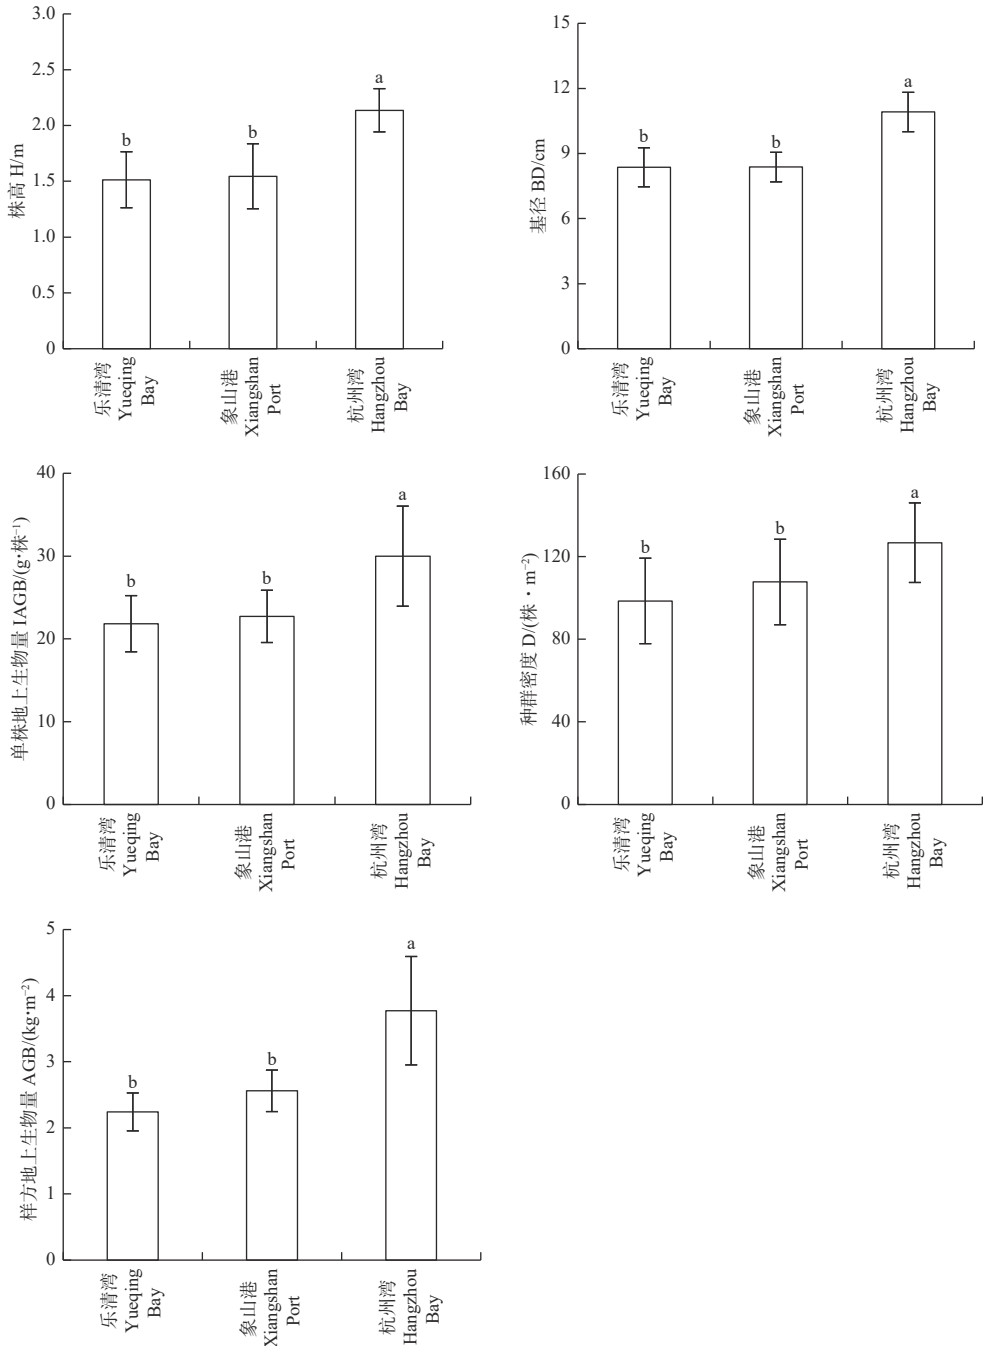 株高 H/m
3.0
2.5
2.0
1.5
1.0
0.5
0
b
b
a
乐清湾
Yueqing
Bay
象山港
Xiangshan
Port
杭州湾
Hangzhou
Bay
基径 BD/cm
15
12
9
6
3
0
b
b
a
乐清湾
Yueqing
Bay
象山港
Xiangshan
Port
杭州湾
Hangzhou
Bay
单株地上生物量 IAGB/(g·株⁻¹)
40
30
20
10
0
b
b
a
乐清湾
Yueqing
Bay
象山港
Xiangshan
Port
杭州湾
Hangzhou
Bay
种群密度 D/(株·m⁻²)
160
120
80
40
0
b
b
a
乐清湾
Yueqing
Bay
象山港
Xiangshan
Port
杭州湾
Hangzhou
Bay
样方地上生物量 AGB/(kg·m⁻²)
5
4
3
2
1
0
b
b
a
乐清湾
Yueqing
Bay
象山港
Xiangshan
Port
杭州湾
Hangzhou
Bay